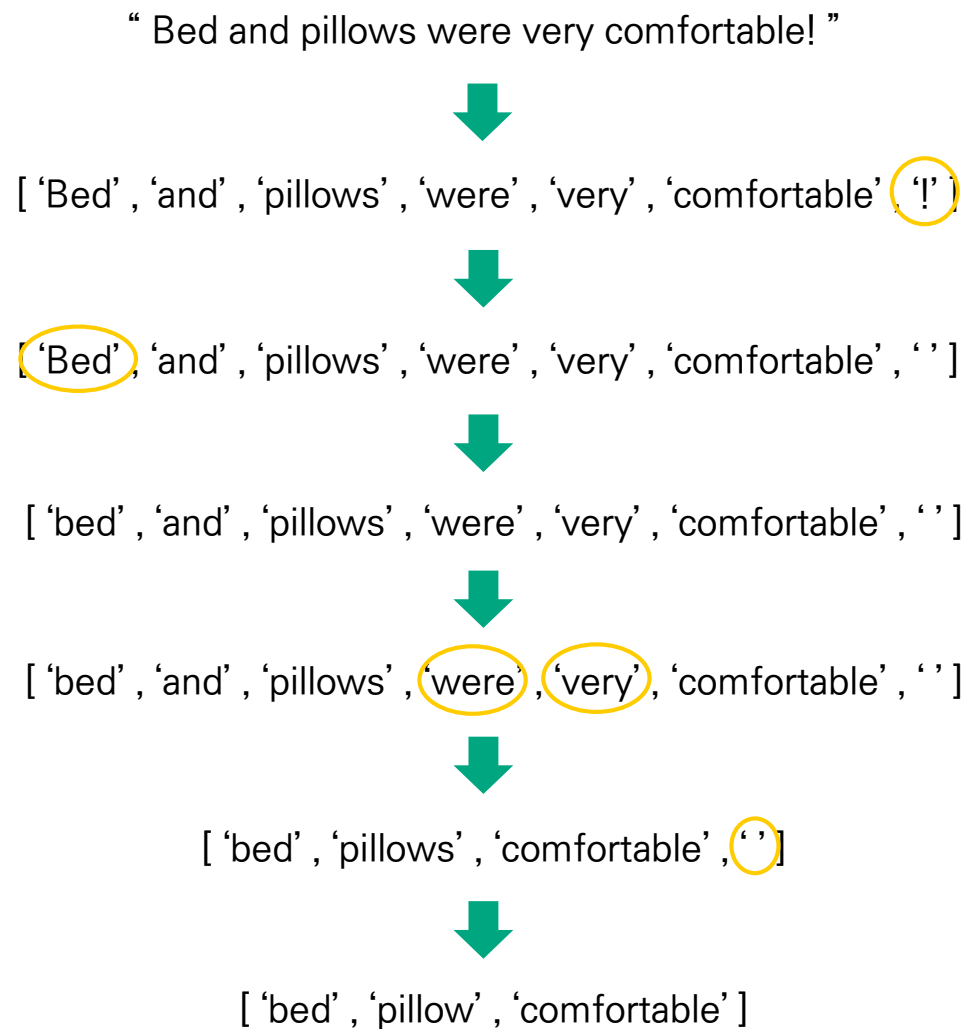 “ Bed and pillows were very comfortable! ”
[ ‘Bed’ , ‘and’ , ‘pillows’ , ‘were’ , ‘very’ , ‘comfortable’ , ‘!’ ]
[ ‘Bed’ , ‘and’ , ‘pillows’ , ‘were’ , ‘very’ , ‘comfortable’ , ‘ ’ ]
[ ‘bed’ , ‘and’ , ‘pillows’ , ‘were’ , ‘very’ , ‘comfortable’ , ‘ ’ ]
[ ‘bed’ , ‘and’ , ‘pillows’ , ‘were’ , ‘very’ , ‘comfortable’ , ‘ ’ ]
[ ‘bed’ , ‘pillows’ , ‘comfortable’ , ‘ ’ ]
[ ‘bed’ , ‘pillow’ , ‘comfortable’ ]